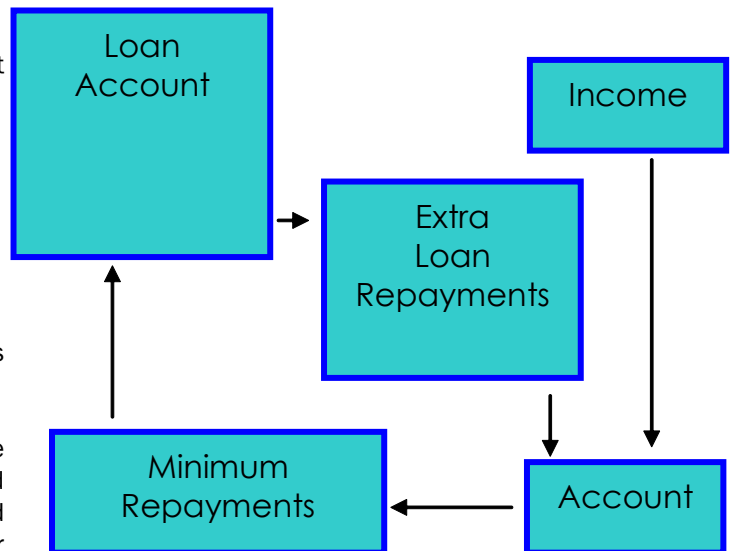 Loan
Account
Income
Extra
Loan
Repayments
Minimum
Repayments
Account